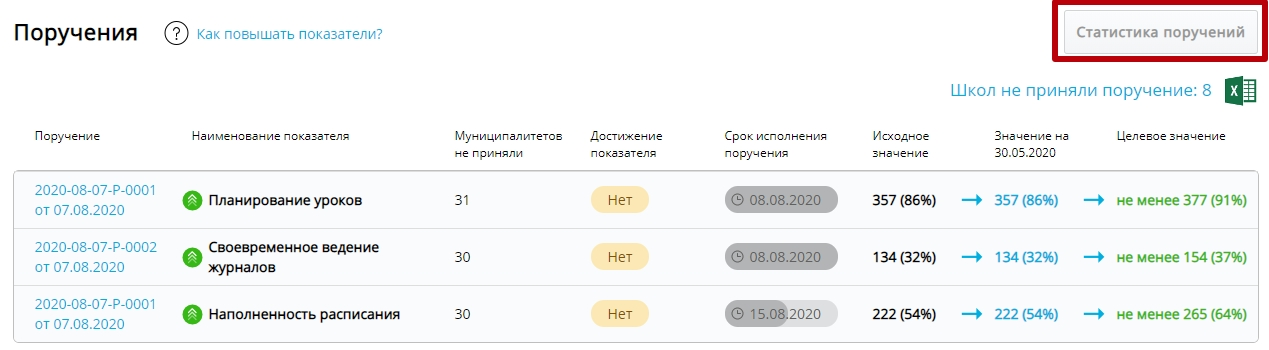 Поручения
? Как повышать показатели?
Статистика поручений
Школ не приняли поручение: 8
Поручение
Наименование показателя
Муниципалитетов
не приняли
Достижение
показателя
Срок исполнения
поручения
Исходное
значение
Значение на
30.05.2020
Целевое значение
2020-08-07-P-0001
от 07.08.2020
Планирование уроков
31
Нет
08.08.2020
357 (86%)
357 (86%)
не менее 377 (91%)
2020-08-07-P-0002
от 07.08.2020
Своевременное ведение
журналов
30
Нет
08.08.2020
134 (32%)
134 (32%)
не менее 154 (37%)
2020-08-07-P-0001
от 07.08.2020
Наполненность расписания
30
Нет
15.08.2020
222 (54%)
222 (54%)
не менее 265 (64%)